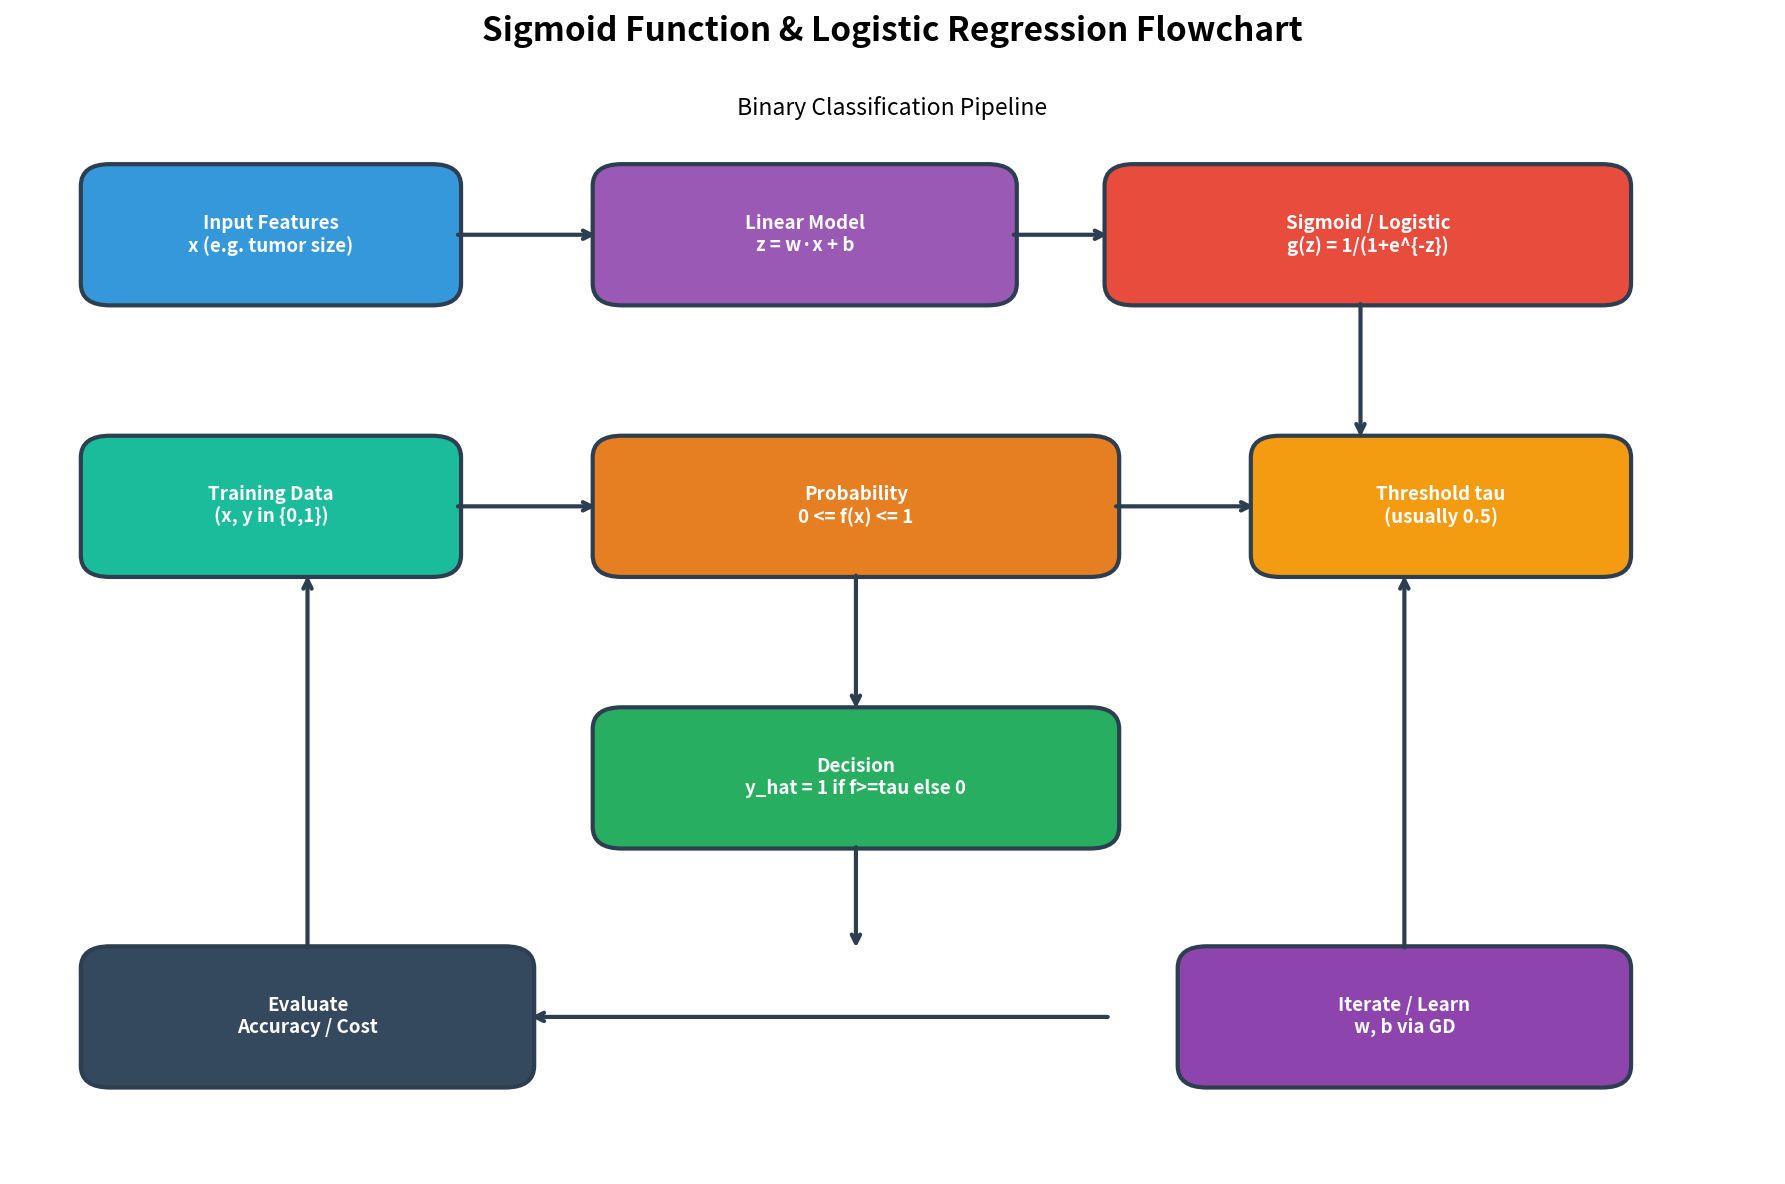 Sigmoid Function & Logistic Regression Flowchart
Binary Classification Pipeline
Input Features
x (e.g. tumor size)
Linear Model
z = w·x + b
Sigmoid / Logistic
g(z) = 1/(1+e^{-z})
Training Data
(x, y in {0,1})
Probability
0 <= f(x) <= 1
Threshold tau
(usually 0.5)
Decision
y_hat = 1 if f>=tau else 0
Evaluate
Accuracy / Cost
Iterate / Learn
w, b via GD